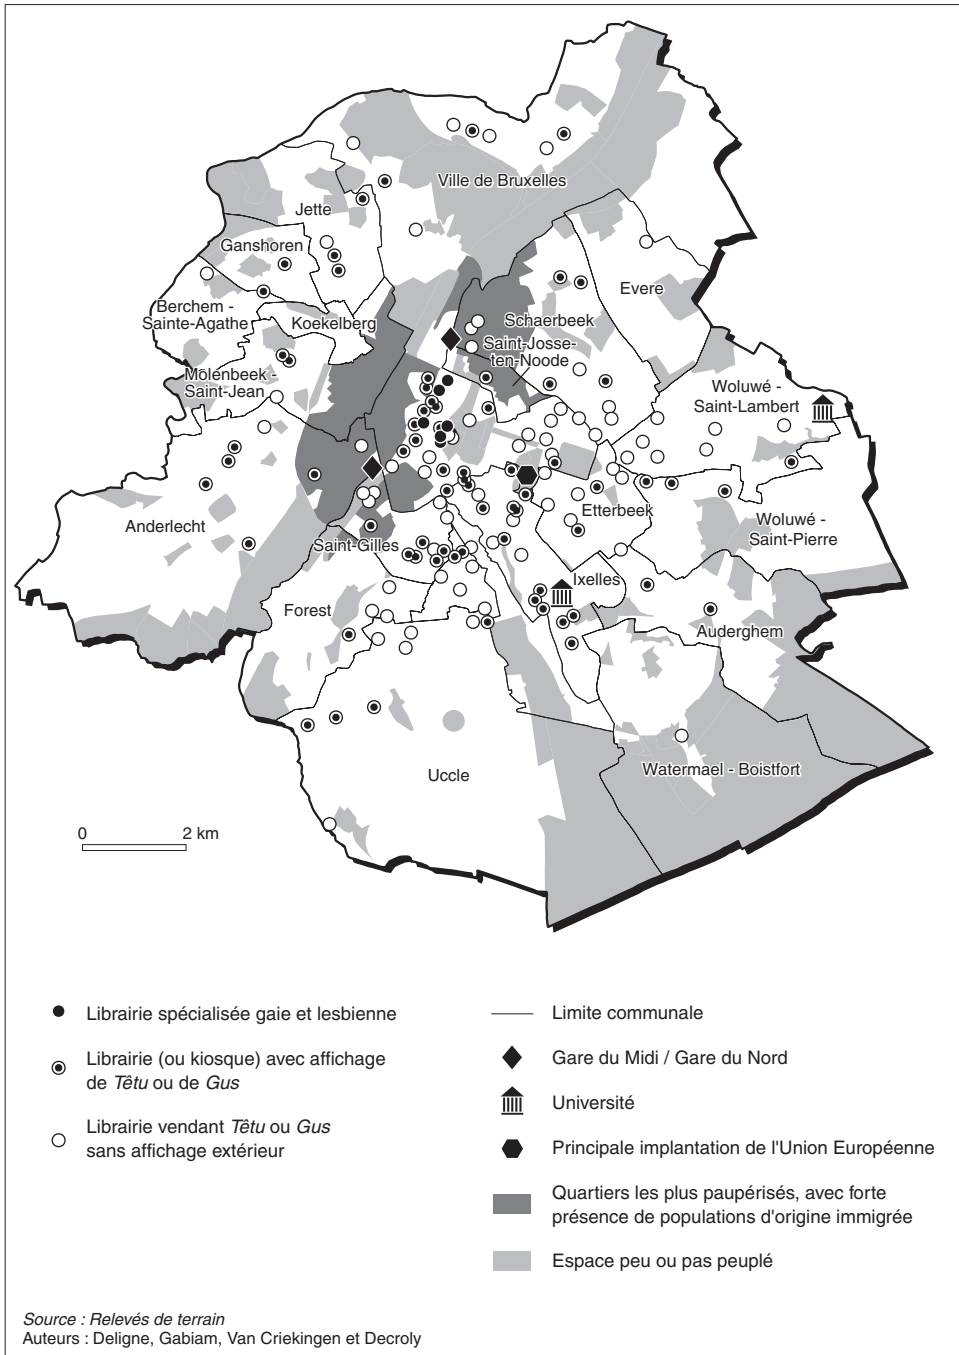 Ville de Bruxelles
Jette
Ganshoren
Evere
Berchem -
Sainte-Agathe
Koekelberg
Schaerbeek
Saint-Josse-
ten-Noode
Molenbeek -
Saint-Jean
Woluwé -
Saint-Lambert
Anderlecht
Etterbeek
Woluwé -
Saint-Pierre
Saint-Gilles
Ixelles
Forest
Auderghem
Uccle
Watermael - Boistfort
0 2 km
Librairie spécialisée gaie et lesbienne
Librairie (ou kiosque) avec affichage
de Têtu ou de Gus
Librairie vendant Têtu ou Gus
sans affichage extérieur
Limite communale
Gare du Midi / Gare du Nord
Université
Principale implantation de l'Union Européenne
Quartiers les plus paupérisés, avec forte
présence de populations d'origine immigrée
Espace peu ou pas peuplé
Source : Relevés de terrain
Auteurs : Deligne, Gabiam, Van Criekingen et Decroly